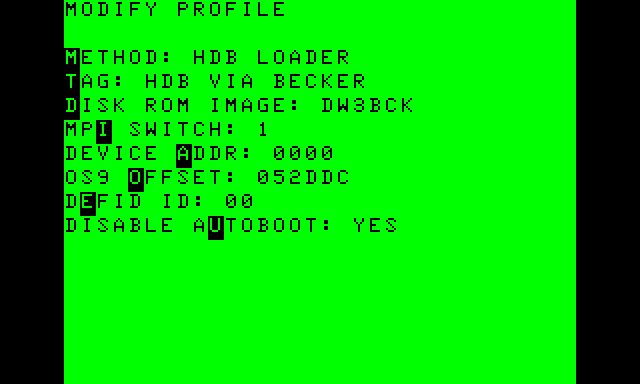 MODIFY PROFILE
METHOD: HDB LOADER
TAG: HDB VIA BECKER
DISK ROM IMAGE: DW3BCK
MPI SWITCH: 1
DEVICE ADDR: 0000
OS9 OFFSET: 052DDC
DEFID ID: 00
DISABLE AUTOBOOT: YES